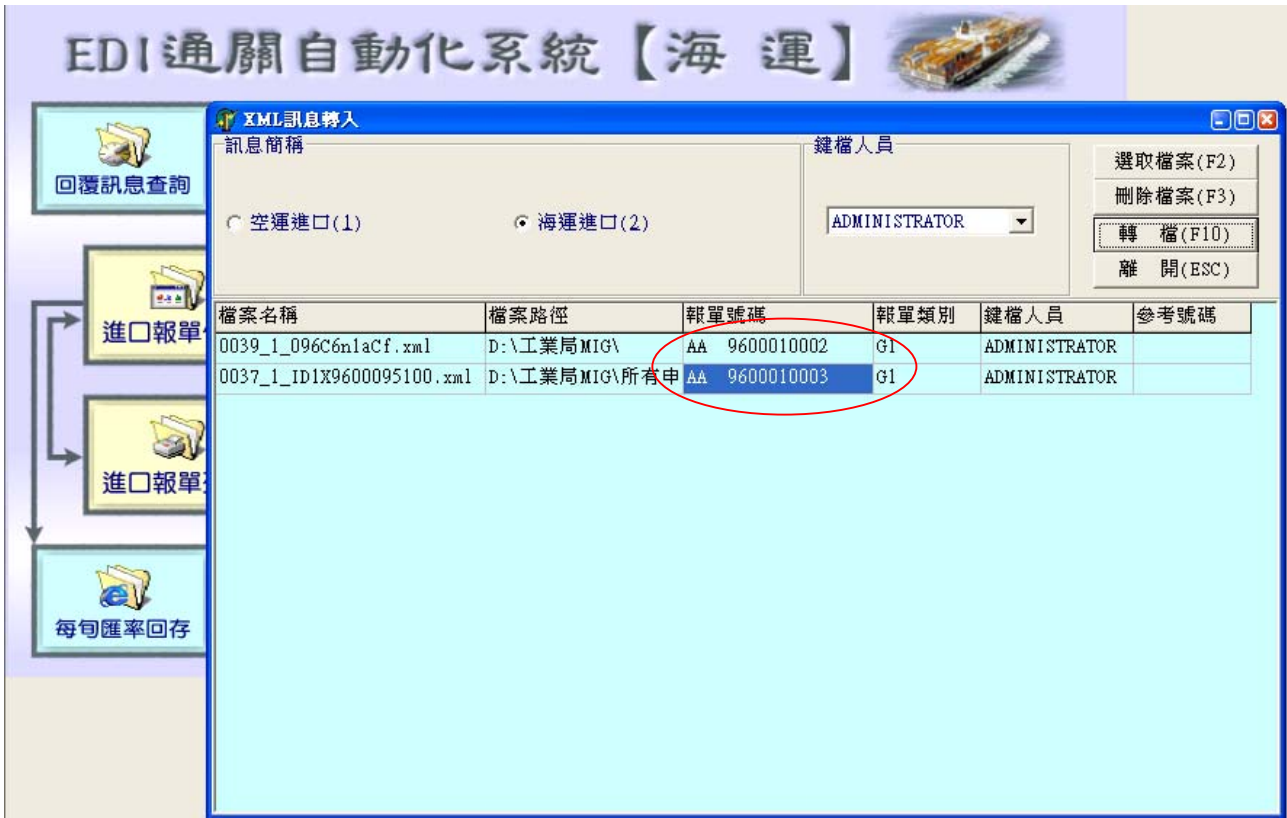 EDI通關自動化系統【海 運】
XML訊息轉入
回覆訊息查詢
進口報單
進口報單
每旬匯率回存
訊息簡稱
空運進口(1)
海運進口(2)
鍵檔人員
ADMINISTRATOR
選取檔案(F2)
刪除檔案(F3)
轉 檔(F10)
離 開(ESC)
檔案名稱 檔案路徑 報單號碼 報單類別 鍵檔人員 參考號碼
0039_1_096C6n1aCf.xml D:\工業局MIG\ AA 9600010002 G1 ADMINISTRATOR
0037_1_ID1X9600095100.xml D:\工業局MIG\所有申 AA 9600010003 G1 ADMINISTRATOR